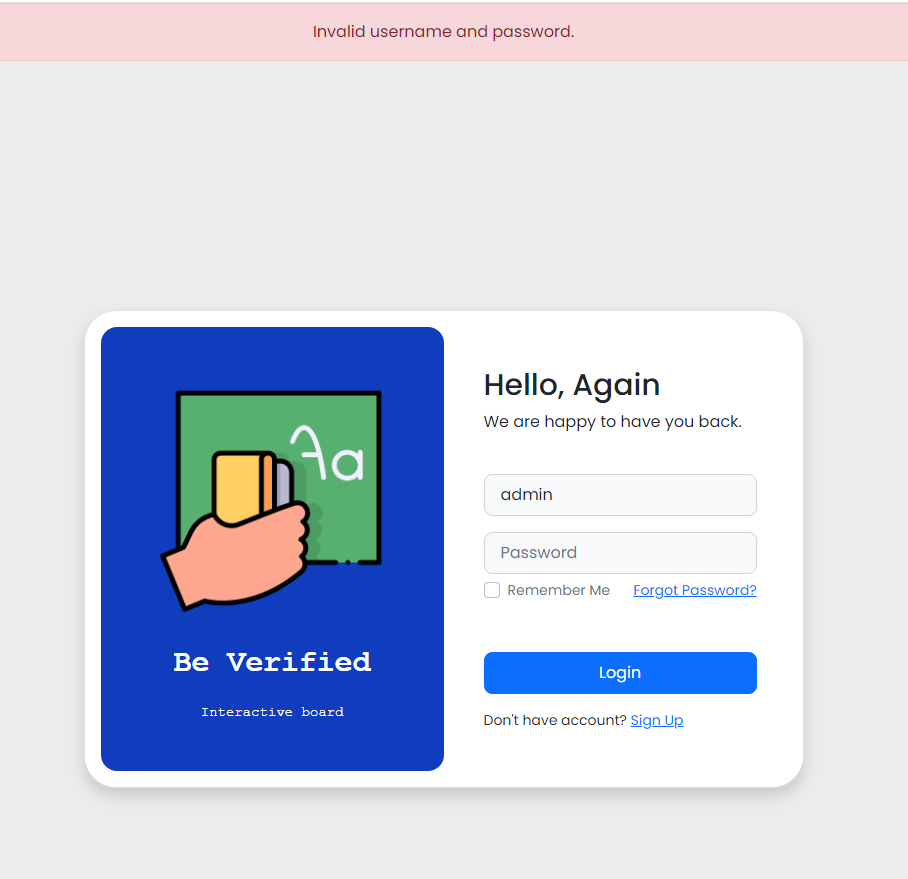 Invalid username and password.
Aa
Be Verified
Interactive board
Hello, Again
We are happy to have you back.
admin
Password
Remember Me Forgot Password?
Login
Don't have account? Sign Up